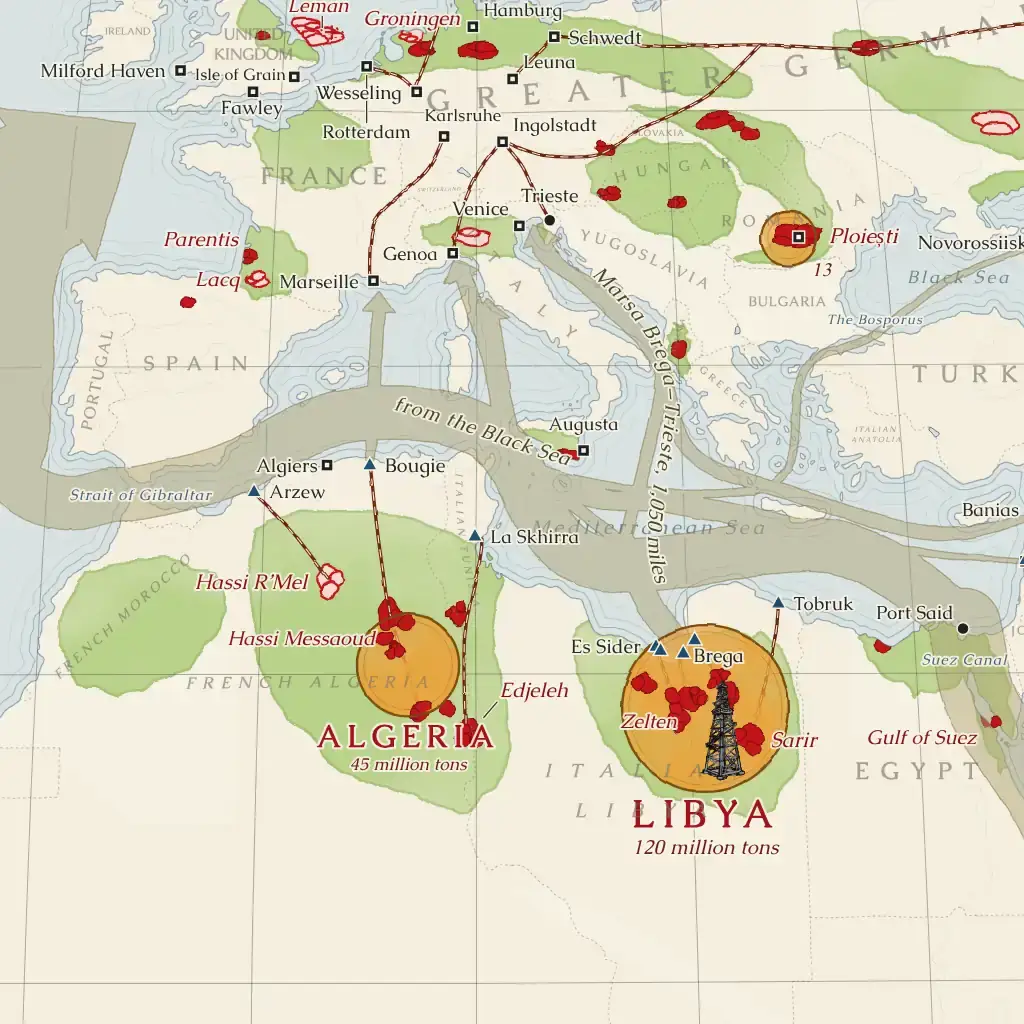 Leman
Groningen
Hamburg
IRELAND
UNITED
KINGDOM
Schwedt
Milford Haven
Isle of Grain
Leuna
Fawley
Wesseling
GREATER GERMA
Karlsruhe
Rotterdam
Ingolstadt
SLOVAKIA
FRANCE
SWITZERLAND
HUNGARY
Venice
Trieste
ROMANIA
Parentis
Genoa
YUGOSLAVIA
Ploiești
Novorossiisk
Lacq
Marseille
ITALY
13
Black Sea
BULGARIA
The Bosporus
PORTUGAL
SPAIN
GREECE
TURK
from the Black Sea
Marsa Brega–Trieste, 1,050 miles
Augusta
ITALIAN
ANATOLIA
Algiers
Bougie
Strait of Gibraltar
Arzew
ITALIAN TUNISIA
Banias
La Skhirra
Mediterranean Sea
Hassi R'Mel
FRENCH MOROCCO
Tobruk
Port Said
Hassi Messaoud
Es Sider
Brega
Suez Canal
FRENCH ALGERIA
Edjeleh
Zelten
Sarir
Gulf of Suez
ALGERIA
45 million tons
ITALIAN
EGYPT
LIBYA
LIBYA
120 million tons